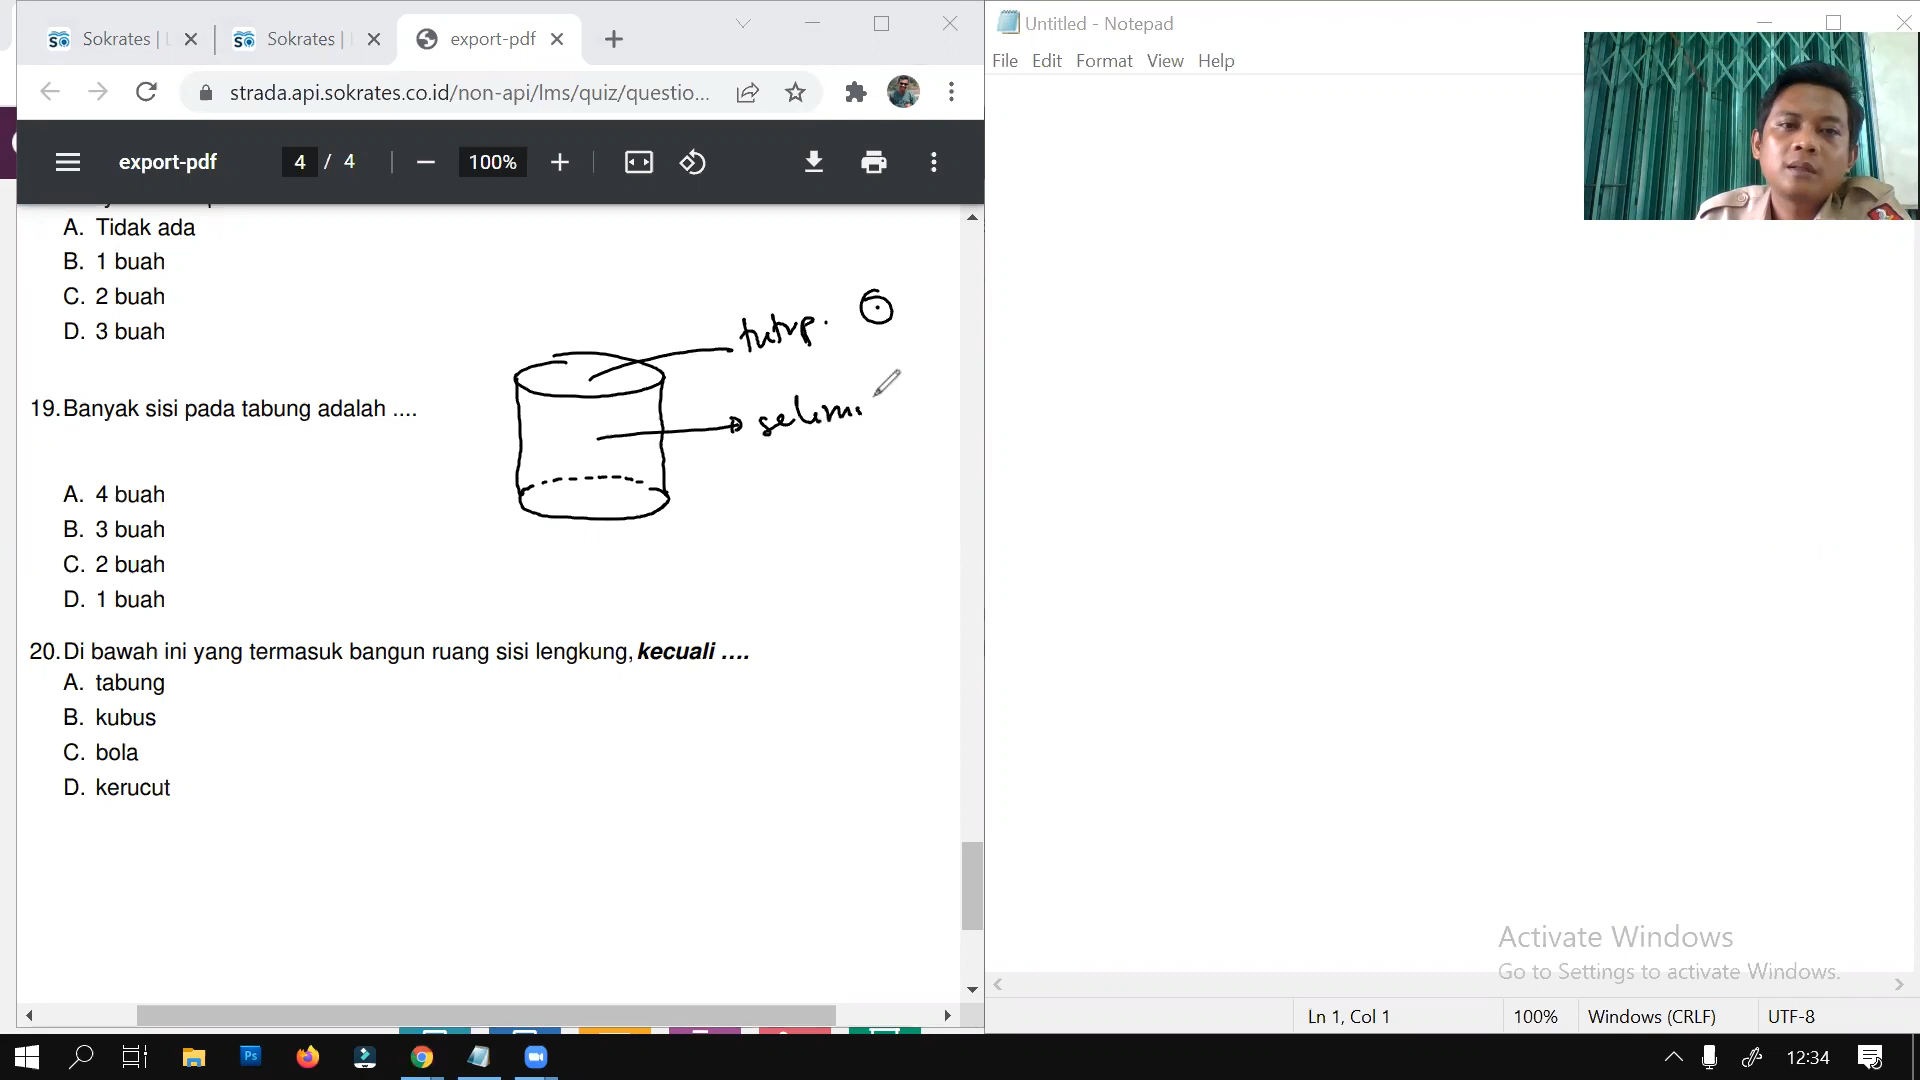 Sokrates |
Sokrates |
export-pdf
Untitled - Notepad
File Edit Format View Help
strada.api.sokrates.co.id/non-api/lms/quiz/questio...
export-pdf
4 / 4
100%
A. Tidak ada
B. 1 buah
C. 2 buah
D. 3 buah
tutup.
19. Banyak sisi pada tabung adalah ....
selimi
A. 4 buah
B. 3 buah
C. 2 buah
D. 1 buah
20. Di bawah ini yang termasuk bangun ruang sisi lengkung, kecuali ....
A. tabung
B. kubus
C. bola
D. kerucut
Activate Windows
Go to Settings to activate Windows.
Ln 1, Col 1
100%
Windows (CRLF)
UTF-8
Ps
12:34